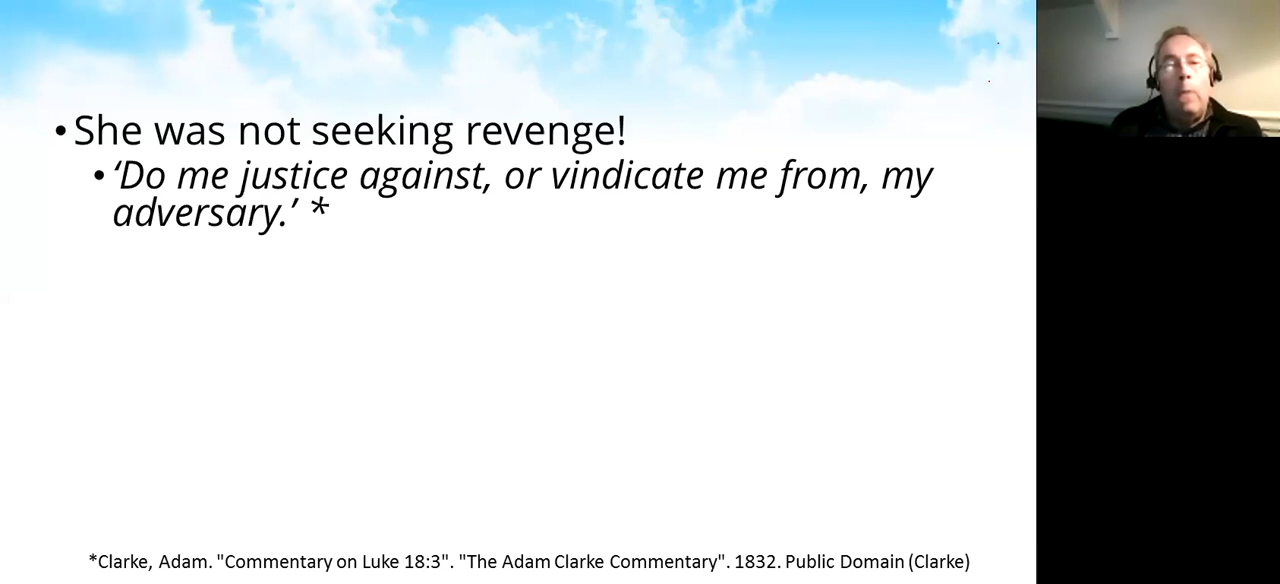 • She was not seeking revenge!
• ‘Do me justice against, or vindicate me from, my
adversary.’ *
*Clarke, Adam. "Commentary on Luke 18:3". "The Adam Clarke Commentary". 1832. Public Domain (Clarke)